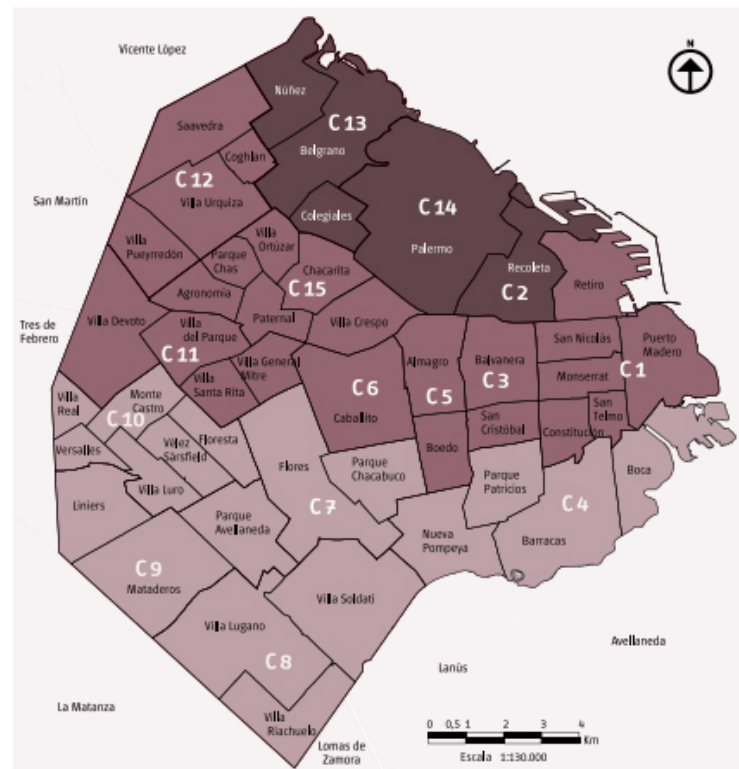 Vicente López
N
Núñez
C 13
Saavedra
Belgrano
Coghlan
C 12
Villa Urquiza
San Martín
Colegiales
C 14
Palermo
Villa
Ortúzar
Villa
Pueyrredón
Parque
Chas
Chacarita
Recoleta
C 2
Retiro
Agronomía
C 15
Tres de
Febrero
Villa Devoto
Villa
del Parque
Paternal
Villa Crespo
San Nicolás
Puerto
Madero
C 11
Villa General
Mitre
Almagro
Balvanera
Monserrat
C 1
Villa
Santa Rita
C 6
C 5
C 3
Villa
Real
Monte
Castro
C 10
Caballito
San
Cristóbal
San
Telmo
Constitución
Versalles
Vélez
Sarsfield
Floresta
Boedo
Flores
Parque
Chacabuco
Parque
Patricios
Boca
Liniers
Villa Luro
C 7
C 4
Parque
Avellaneda
Nueva
Pompeya
Barracas
C 9
Mataderos
Villa Soldati
Villa Lugano
Avellaneda
C 8
Lanús
La Matanza
Villa
Riachuelo
Lomas de
Zamora
0 0,5 1 2 3 4
Km
Escala 1:130.000